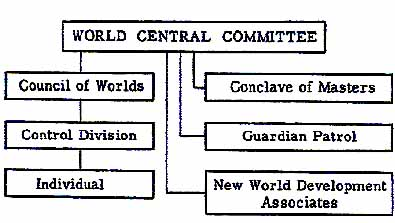 WORLD CENTRAL COMMITTEE
Council of Worlds
Conclave of Masters
Control Division
Guardian Patrol
Individual
New World Development
Associates